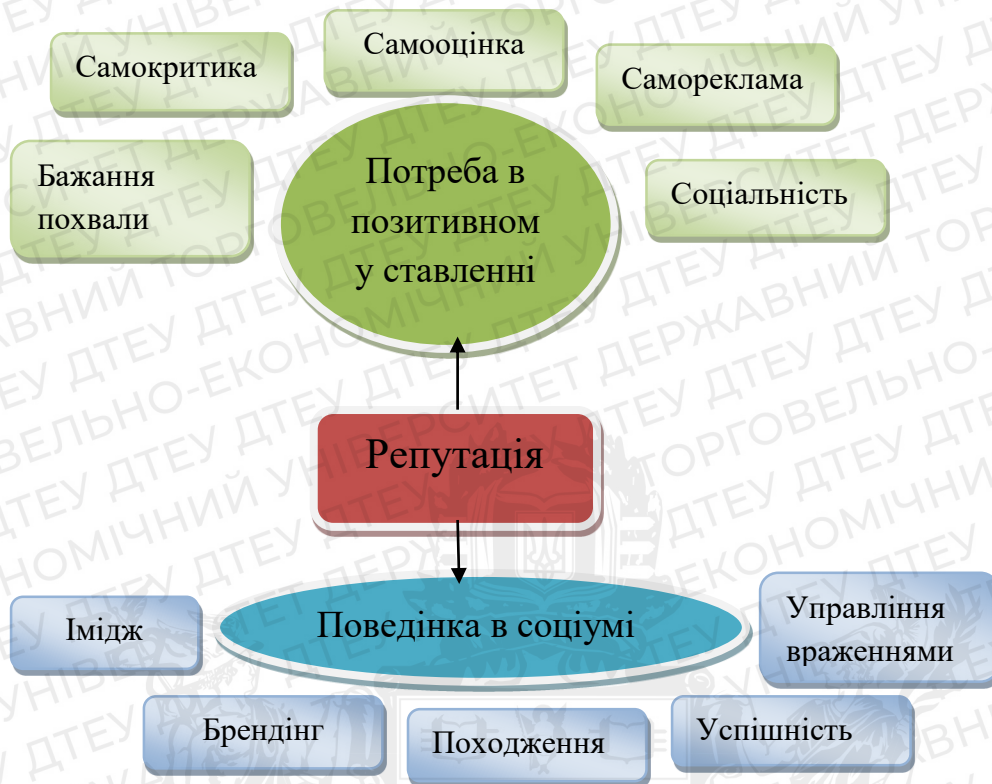 Самооцінка
Самокритика
Самореклама
Бажання
похвали
Соціальність
Потреба в
позитивном
у ставленні
Репутація
Поведінка в соціумі
Імідж
Управління
враженнями
Брендінг
Походження
Успішність